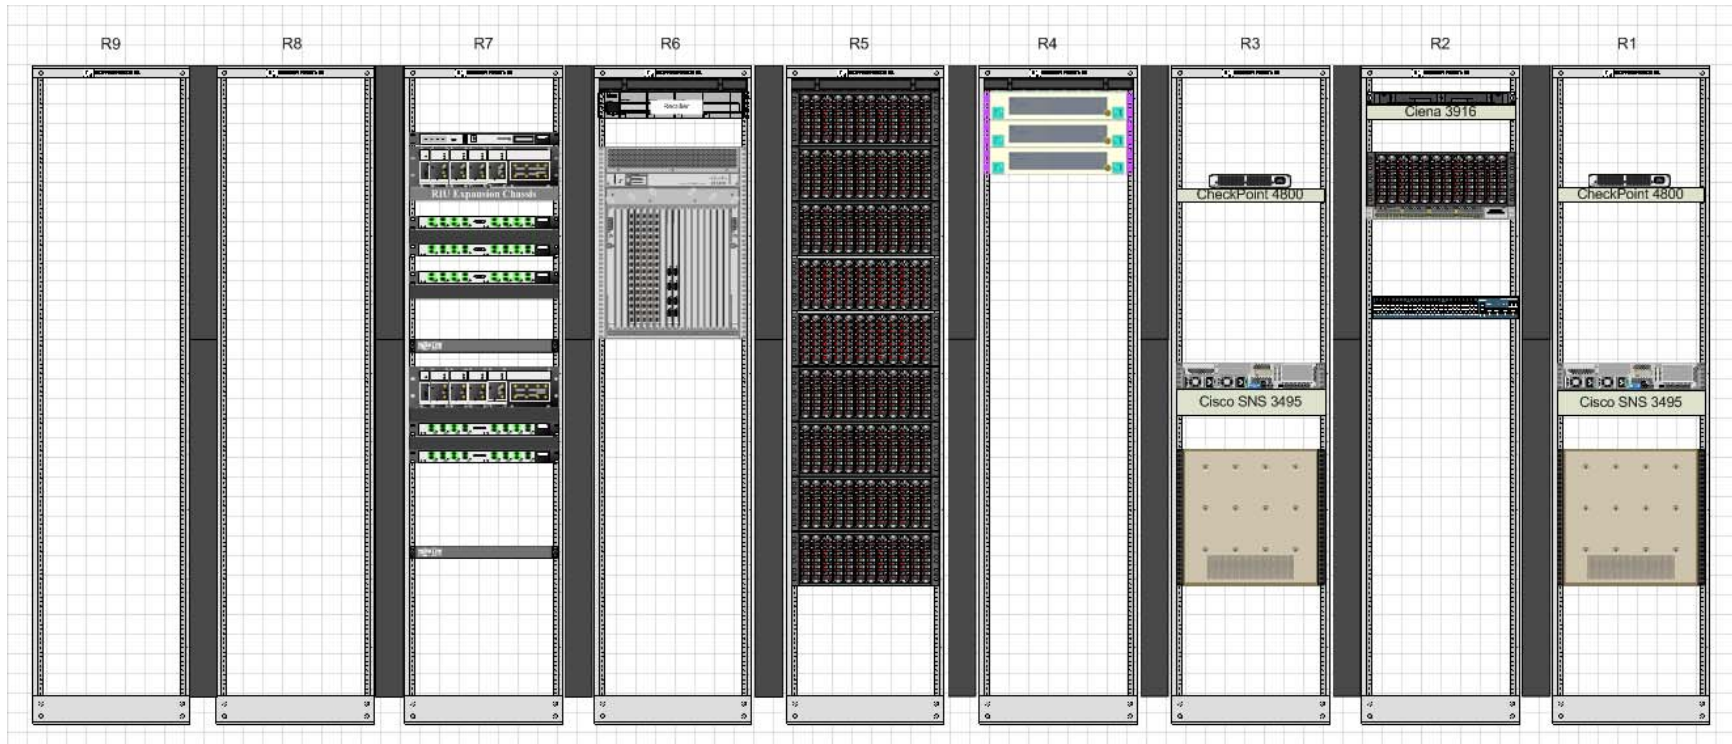 R9 R8 R7 R6 R5 R4 R3 R2 R1
Ciena 3916
RIU Expansion Chassis
CheckPoint 4800
CheckPoint 4800
Cisco SNS 3495
Cisco SNS 3495